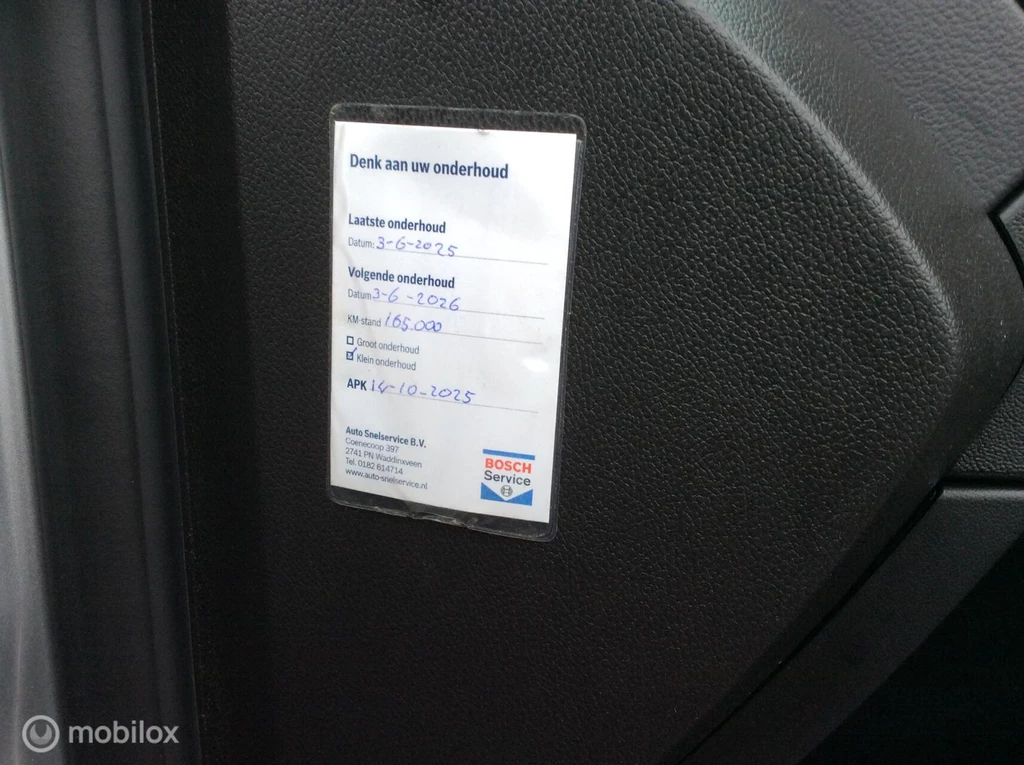 Denk aan uw onderhoud
Laatste onderhoud
Datum: 3-6-2025
Volgende onderhoud
Datum 3-6-2026
KM-stand 165.000
Groot onderhoud
Klein onderhoud
APK 14-10-2025
Auto Snelservice B.V.
Coenecoop 397
2741 PN Waddinxveen
Tel. 0182 614714
www.auto-snelservice.nl
BOSCH
Service
mobilox